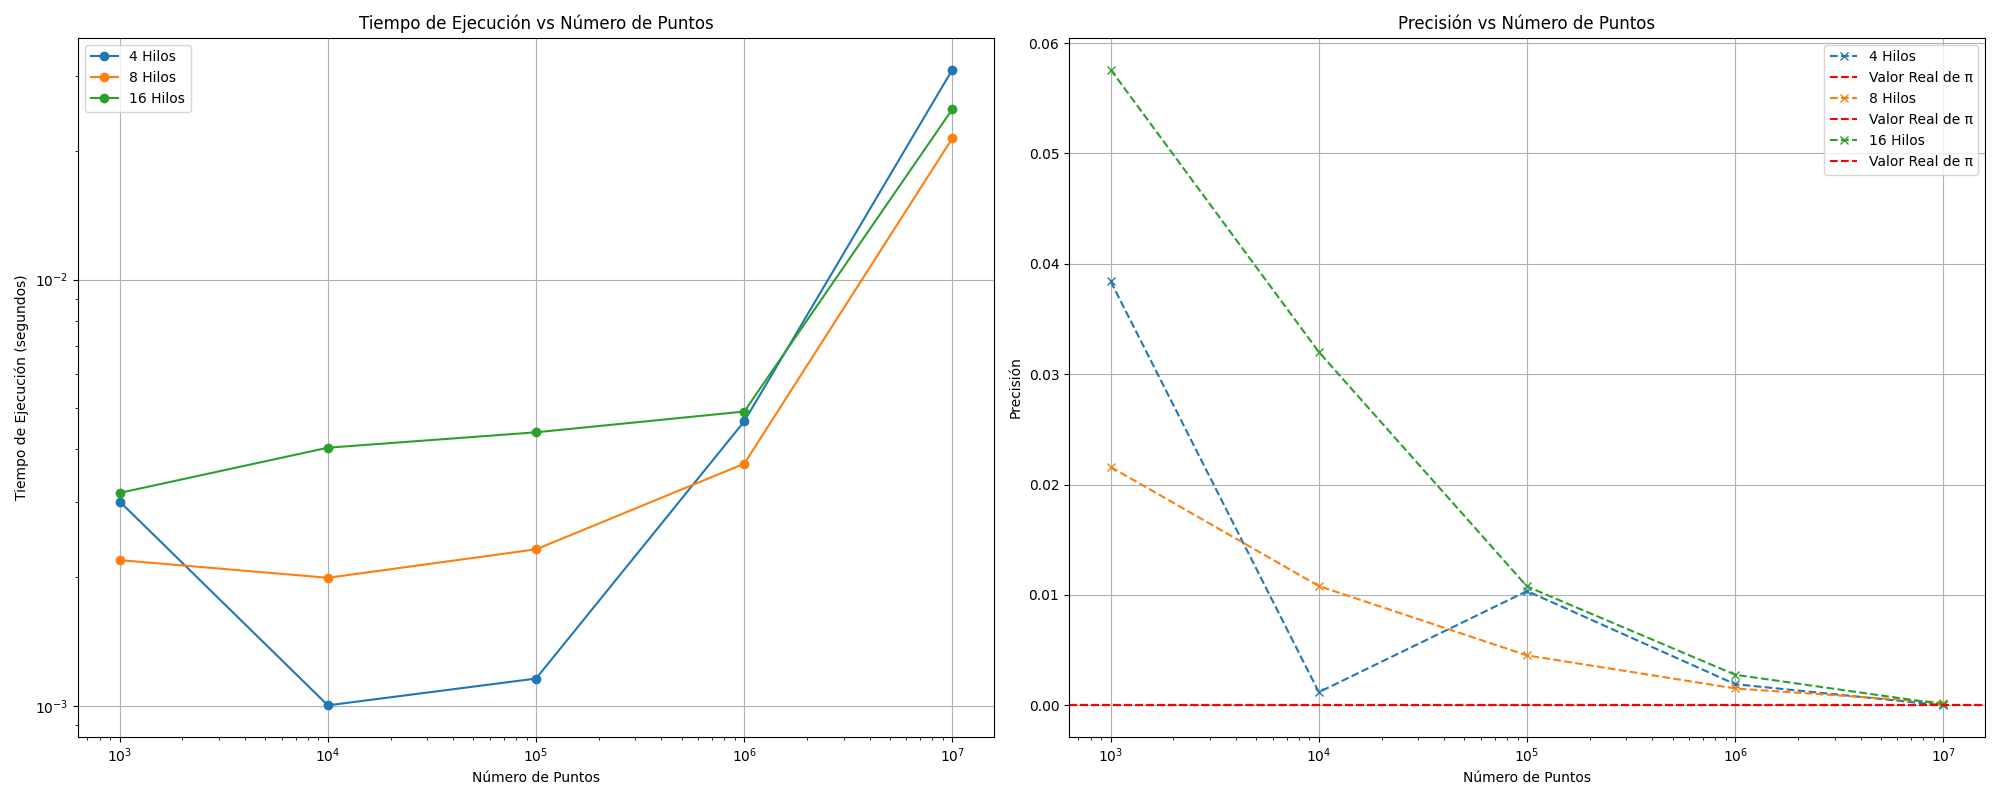 Tiempo de Ejecución vs Número de Puntos
4 Hilos
8 Hilos
16 Hilos
Tiempo de Ejecución (segundos)
10⁻²
10⁻³
10³
10⁴
10⁵
10⁶
10⁷
Número de Puntos
Precisión vs Número de Puntos
4 Hilos
Valor Real de π
8 Hilos
Valor Real de π
16 Hilos
Valor Real de π
Precisión
0.06
0.05
0.04
0.03
0.02
0.01
0.00
10³
10⁴
10⁵
10⁶
10⁷
Número de Puntos